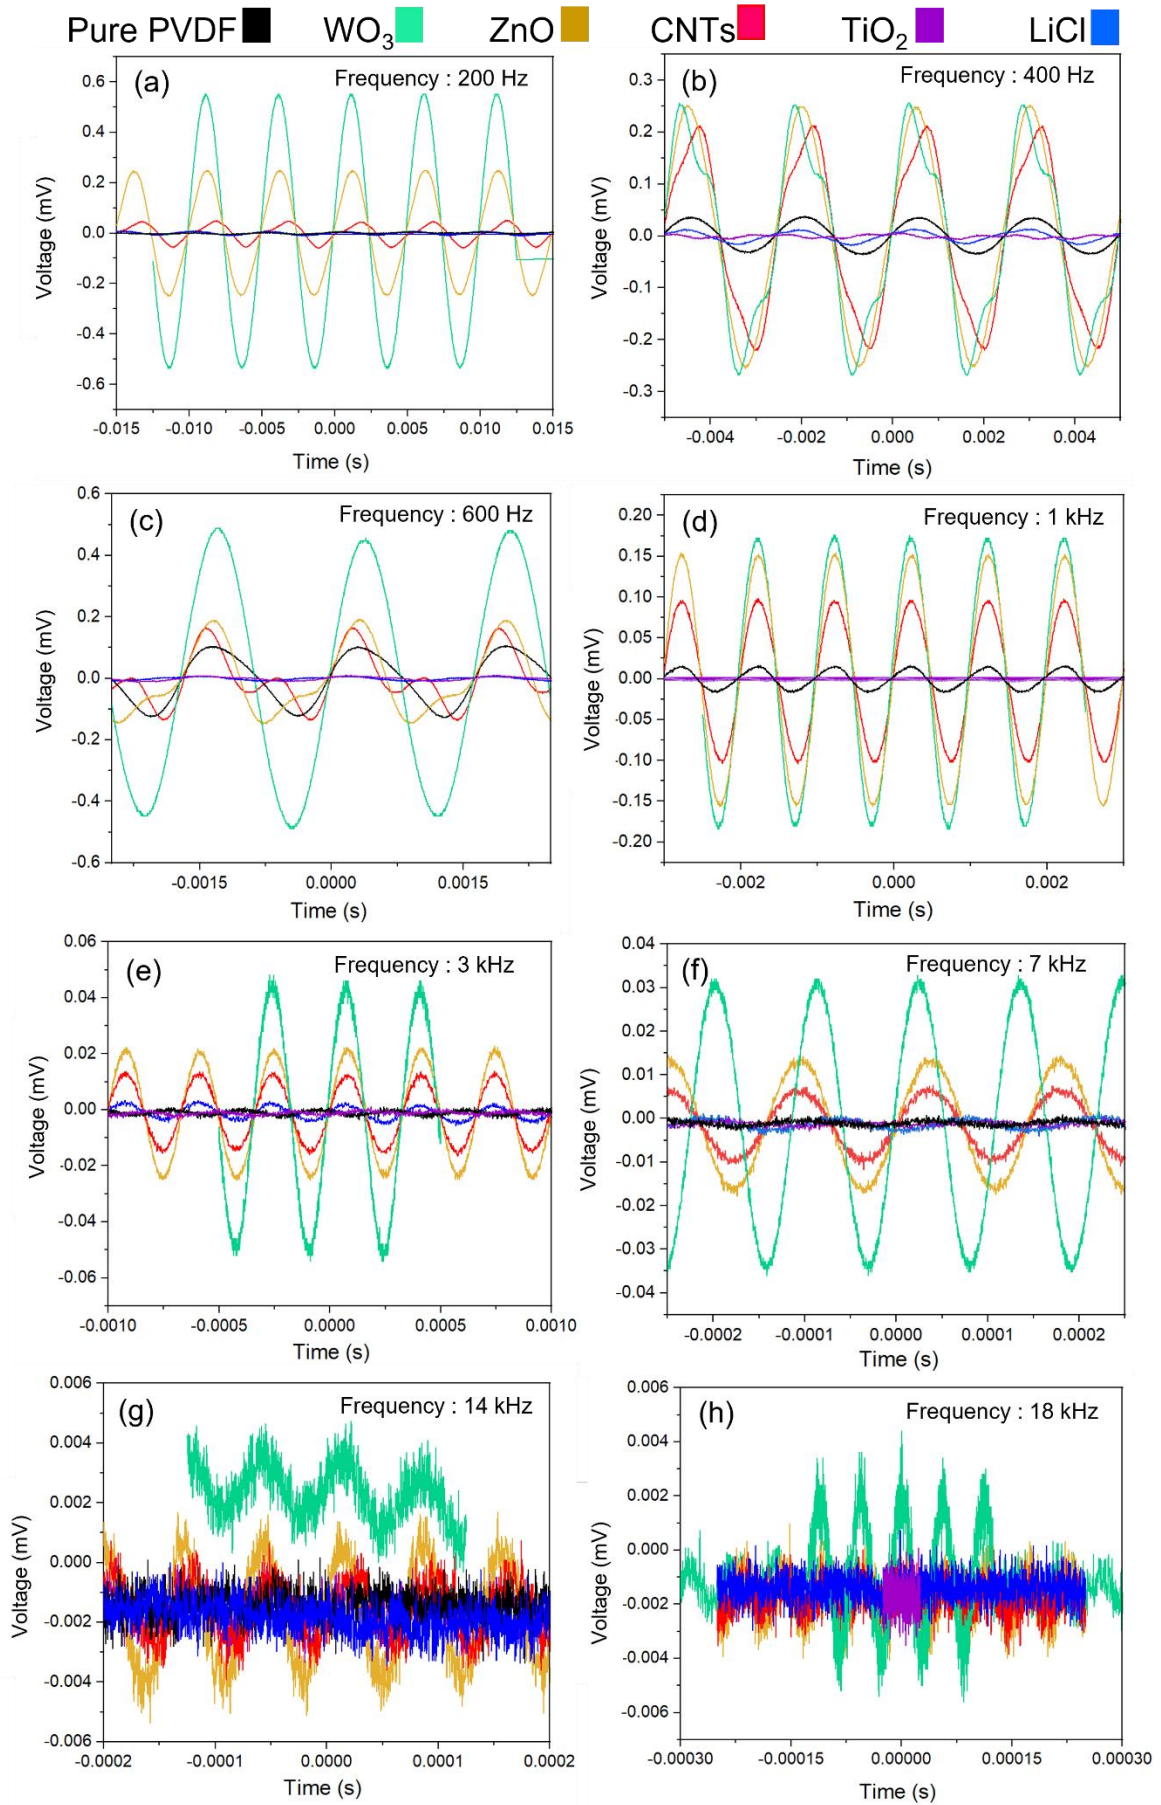 Pure PVDF WO3 ZnO CNTs TiO2 LiCl
(a) Frequency : 200 Hz
0.6
0.4
0.2
0.0
-0.2
-0.4
-0.6
Voltage (mV)
-0.015 -0.010 -0.005 0.000 0.005 0.010 0.015
Time (s)
(b) Frequency : 400 Hz
0.3
0.2
0.1
0.0
-0.1
-0.2
-0.3
Voltage (mV)
-0.004 -0.002 0.000 0.002 0.004
Time (s)
(c) Frequency : 600 Hz
0.6
0.4
0.2
0.0
-0.2
-0.4
-0.6
Voltage (mV)
-0.0015 0.0000 0.0015
Time (s)
(d) Frequency : 1 kHz
0.20
0.15
0.10
0.05
0.00
-0.05
-0.10
-0.15
-0.20
Voltage (mV)
-0.002 0.000 0.002
Time (s)
(e) Frequency : 3 kHz
0.06
0.04
0.02
0.00
-0.02
-0.04
-0.06
Voltage (mV)
-0.0010 -0.0005 0.0000 0.0005 0.0010
Time (s)
(f) Frequency : 7 kHz
0.04
0.03
0.02
0.01
0.00
-0.01
-0.02
-0.03
-0.04
Voltage (mV)
-0.0002 -0.0001 0.0000 0.0001 0.0002
Time (s)
(g) Frequency : 14 kHz
0.006
0.004
0.002
0.000
-0.002
-0.004
-0.006
Voltage (mV)
-0.0002 -0.0001 0.0000 0.0001 0.0002
Time (s)
(h) Frequency : 18 kHz
0.006
0.004
0.002
0.000
-0.002
-0.004
-0.006
Voltage (mV)
-0.00030 -0.00015 0.00000 0.00015 0.00030
Time (s)